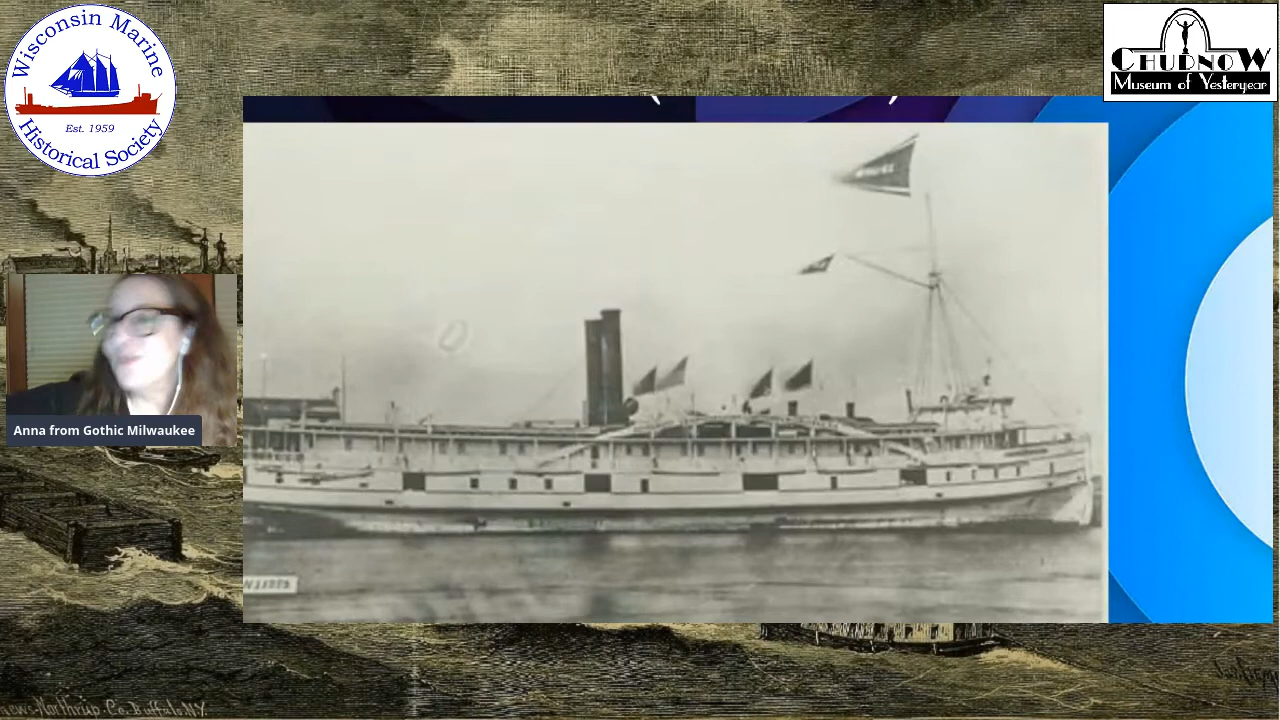 Wisconsin Marine
Est. 1959
Historical Society
CHUDNOW
Museum of Yesteryear
Anna from Gothic Milwaukee